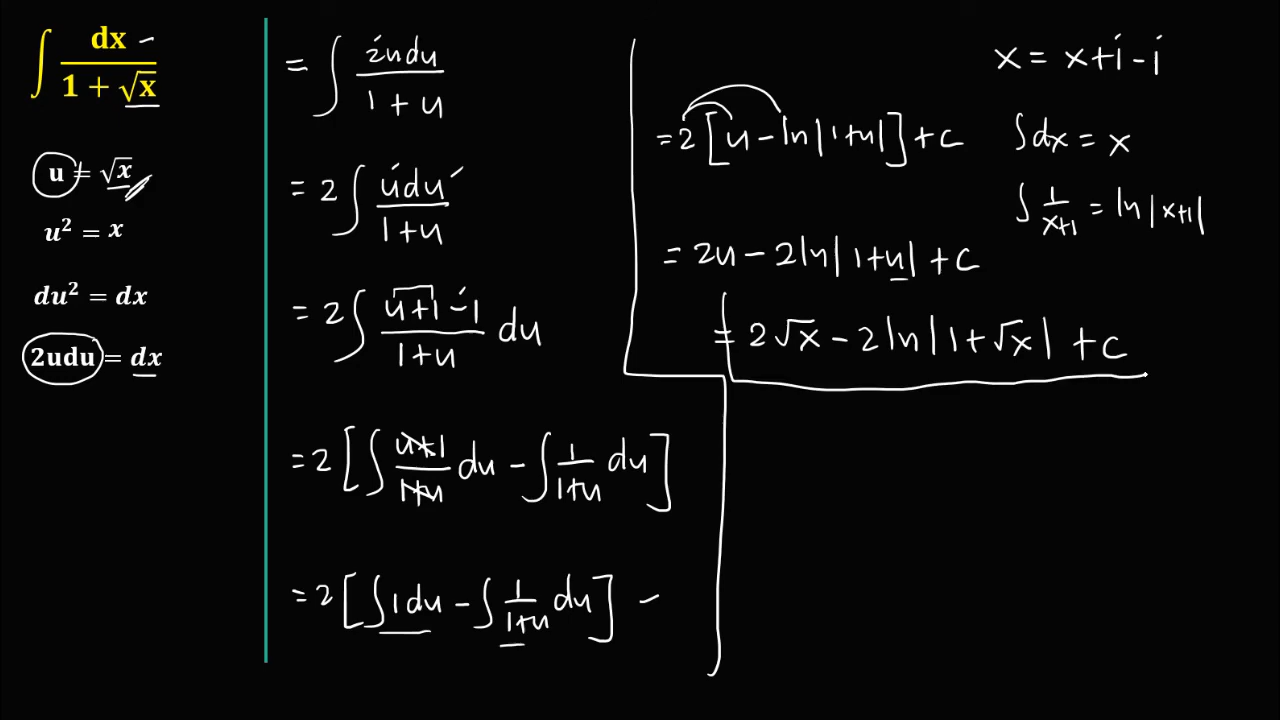 ∫ dx / (1 + √x)
u = √x
u² = x
du² = dx
2udu = dx
= ∫ 2udu / (1 + u)
= 2 ∫ udu / (1+u)
= 2 ∫ (u+1-1) / (1+u) du
= 2 [∫ (u+1)/(1+u) du - ∫ 1/(1+u) du]
= 2 [∫ 1du - ∫ 1/(1+u) du]
= 2 [u - ln|1+u|] + c
= 2u - 2ln|1+u| + c
= 2√x - 2ln|1+√x| + c
x = x+1-1
∫dx = x
∫ 1/(x+1) = ln|x+1|